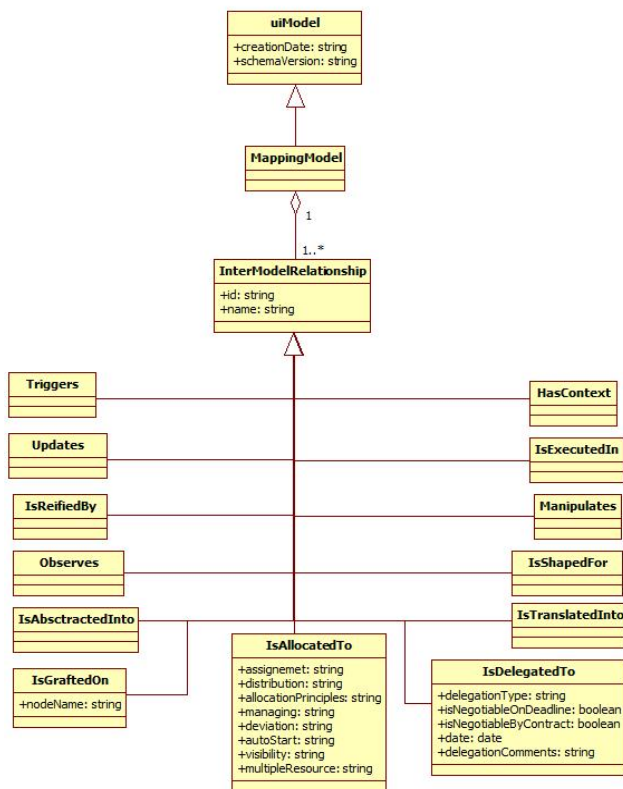 uiModel
+creationDate: string
+schemaVersion: string
MappingModel
1
1..*
InterModelRelationship
+id: string
+name: string
Triggers
HasContext
Updates
IsExecutedIn
IsReifiedBy
Manipulates
Observes
IsShapedFor
IsAbsctractedInto
IsTranslatedInto
IsGraftedOn
+nodeName: string
IsAllocatedTo
+assignemet: string
+distribution: string
+allocationPrinciples: string
+managing: string
+deviation: string
+autoStart: string
+visibility: string
+multipleResource: string
IsDelegatedTo
+delegationType: string
+isNegotiableOnDeadline: boolean
+isNegotiableByContract: boolean
+date: date
+delegationComments: string